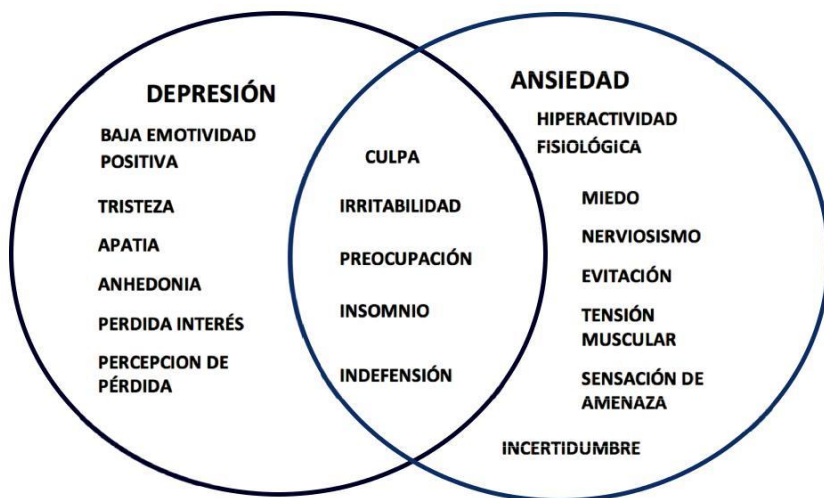 DEPRESIÓN
BAJA EMOTIVIDAD
POSITIVA
TRISTEZA
APATIA
ANHEDONIA
PERDIDA INTERÉS
PERCEPCION DE
PÉRDIDA
CULPA
IRRITABILIDAD
PREOCUPACIÓN
INSOMNIO
INDEFENSIÓN
ANSIEDAD
HIPERACTIVIDAD
FISIOLÓGICA
MIEDO
NERVIOSISMO
EVITACIÓN
TENSIÓN
MUSCULAR
SENSACIÓN DE
AMENAZA
INCERTIDUMBRE